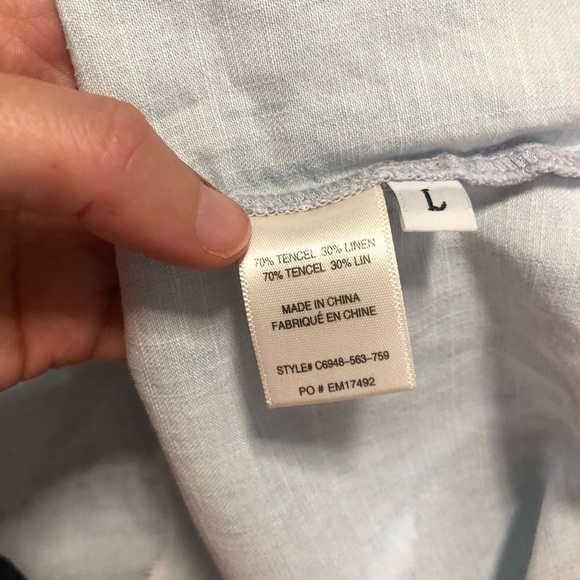 70% TENCEL 30% LINEN
70% TENCEL 30% LIN
MADE IN CHINA
FABRIQUÉ EN CHINE
STYLE# C6948-563-759
PO # EM17492
L